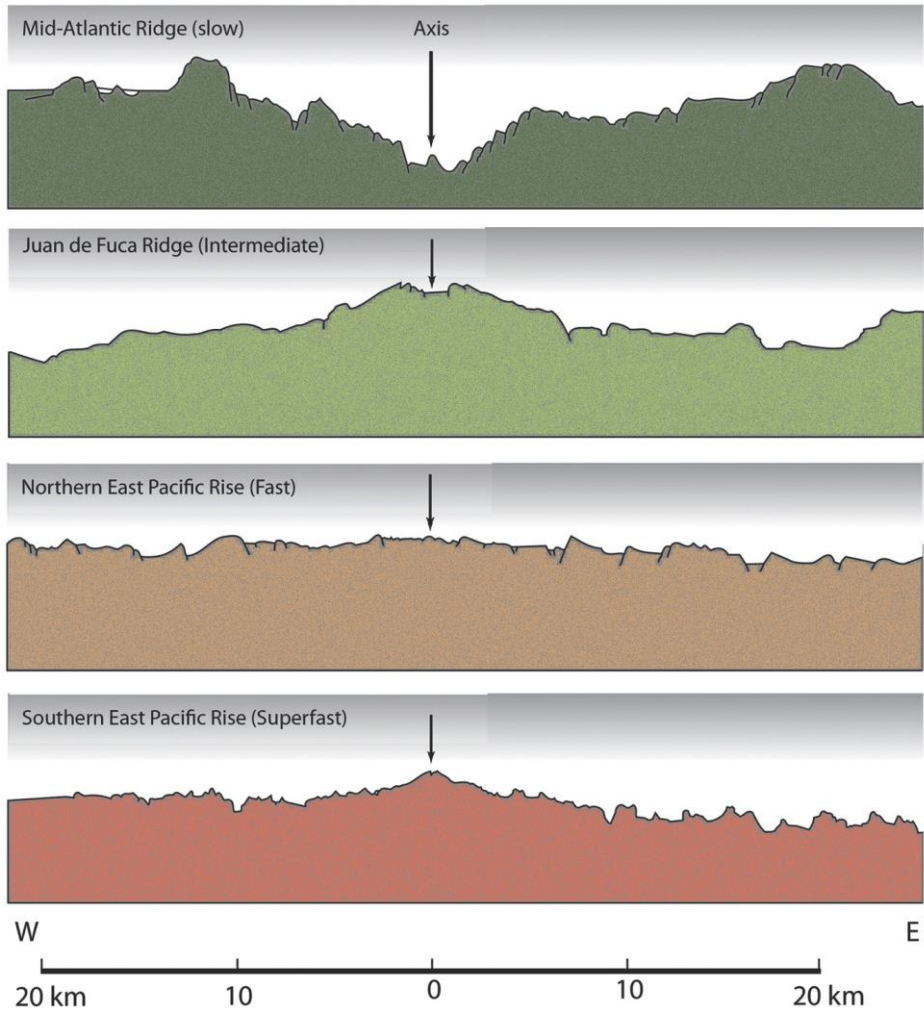 Mid-Atlantic Ridge (slow)
Axis
Juan de Fuca Ridge (Intermediate)
Northern East Pacific Rise (Fast)
Southern East Pacific Rise (Superfast)
W E
20 km 10 0 10 20 km